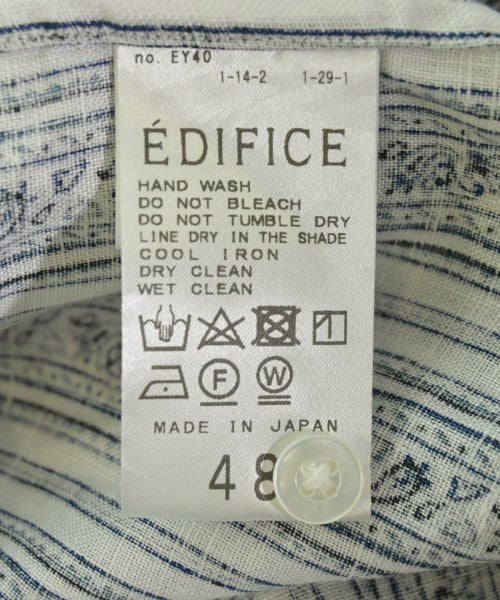 no. EY40
1-14-2 1-29-1
ÉDIFICE
HAND WASH
DO NOT BLEACH
DO NOT TUMBLE DRY
LINE DRY IN THE SHADE
COOL IRON
DRY CLEAN
WET CLEAN
F W
MADE IN JAPAN
48